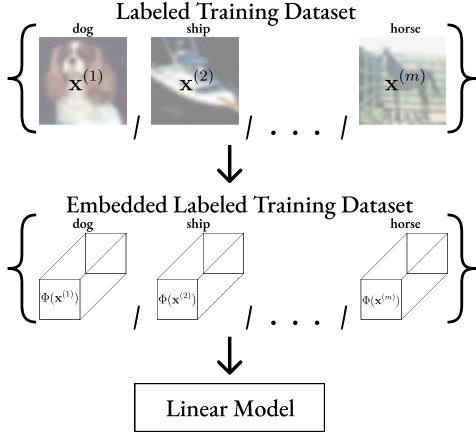 Labeled Training Dataset
dog ship horse
{ x^(1) / x^(2) / . . . / x^(m) }
Embedded Labeled Training Dataset
dog ship horse
{ Φ(x^(1)) / Φ(x^(2)) / . . . / Φ(x^(m)) }
Linear Model